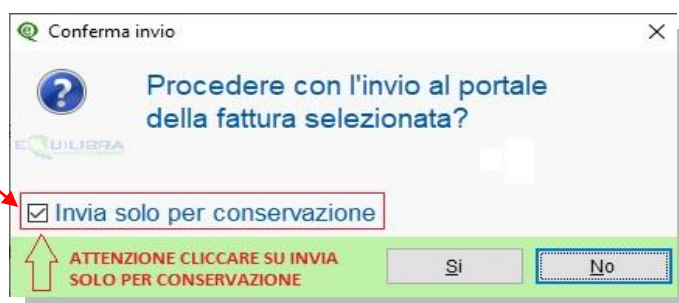 Conferma invio
Procedere con l'invio al portale
della fattura selezionata?
EQUILIBRA
Invia solo per conservazione
ATTENZIONE CLICCARE SU INVIA
SOLO PER CONSERVAZIONE
Si
No